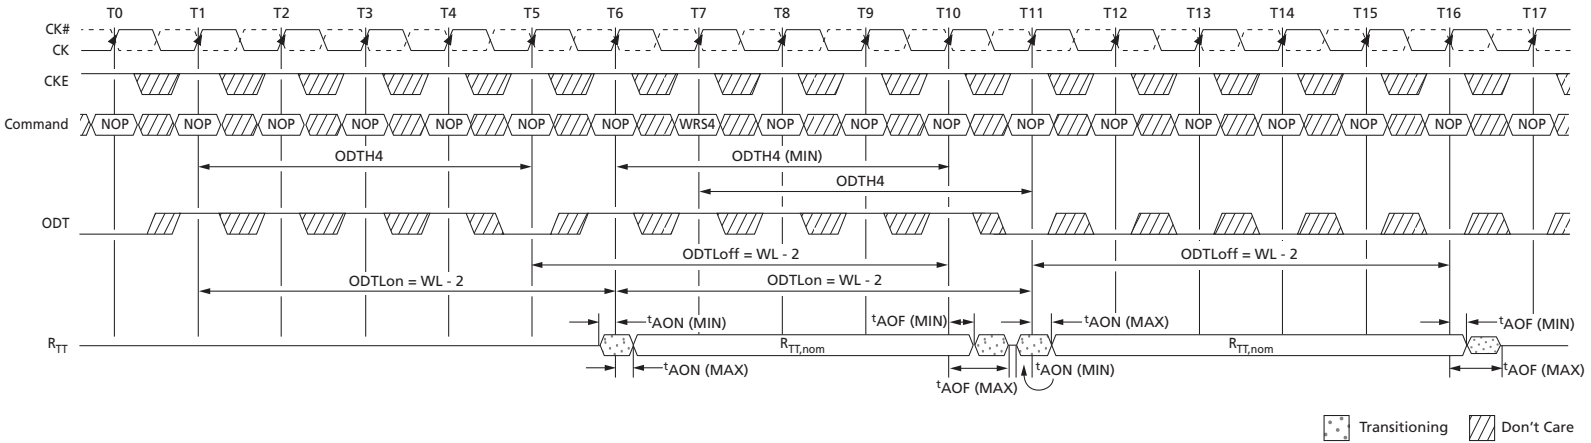 T0 T1 T2 T3 T4 T5 T6 T7 T8 T9 T10 T11 T12 T13 T14 T15 T16 T17
CK#
CK
CKE
Command NOP NOP NOP NOP NOP NOP NOP WRS4 NOP NOP NOP NOP NOP NOP NOP NOP NOP NOP
ODTH4 ODTH4 (MIN)
ODTH4
ODT
ODTLoff = WL - 2 ODTLoff = WL - 2
ODTLon = WL - 2 ODTLon = WL - 2
tAON (MIN) tAOF (MIN) tAON (MAX) tAOF (MIN)
RTT RTT,nom RTT,nom
tAON (MAX) tAON (MIN) tAOF (MAX)
tAOF (MAX)
Transitioning Don't Care